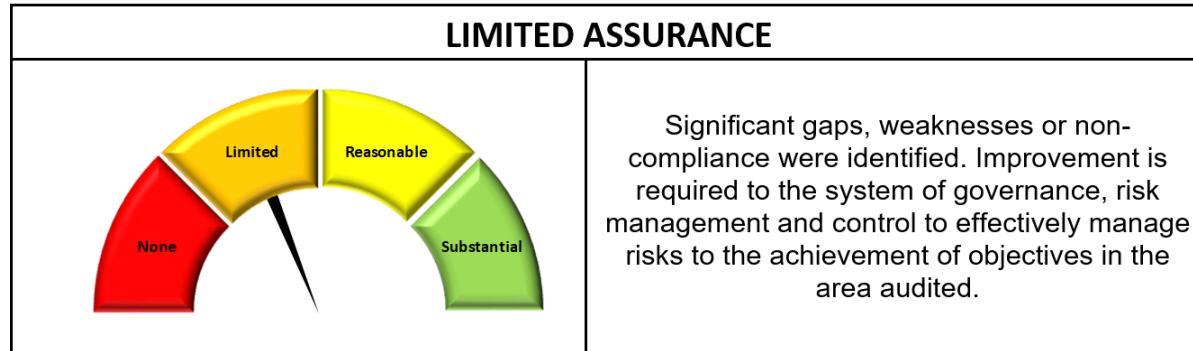 LIMITED ASSURANCE
Limited
Reasonable
None
Substantial
Significant gaps, weaknesses or non-
compliance were identified. Improvement is
required to the system of governance, risk
management and control to effectively manage
risks to the achievement of objectives in the
area audited.